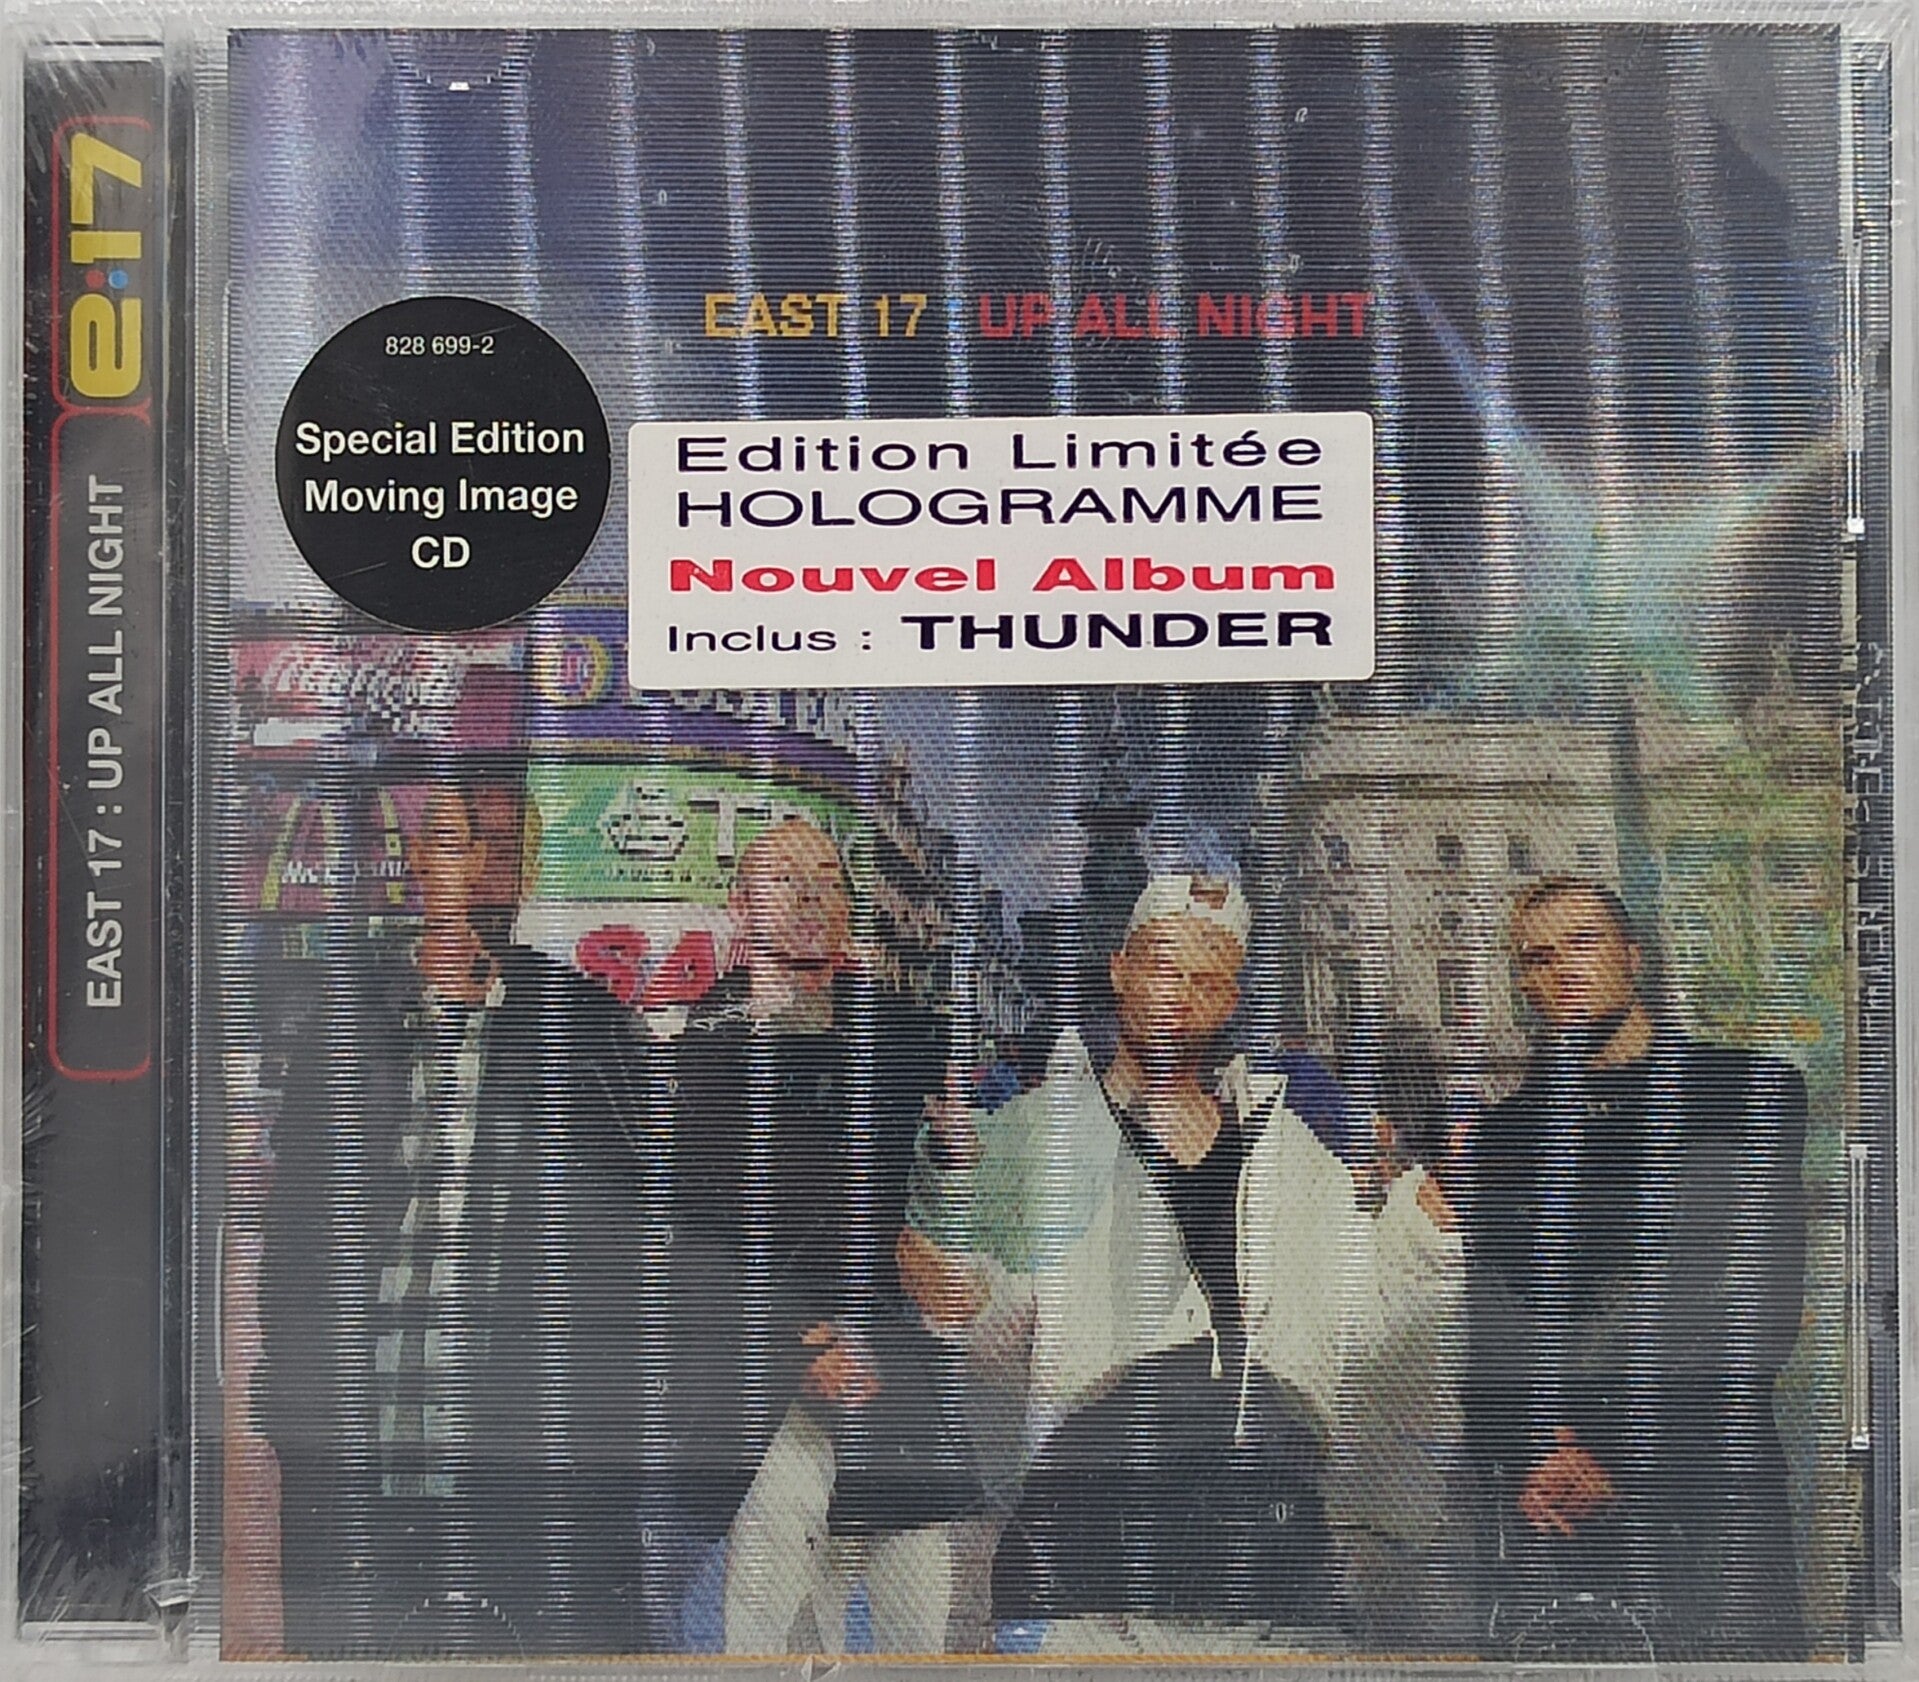 e:17
EAST 17 : UP ALL NIGHT
EAST 17 : UP ALL NIGHT
828 699-2
Special Edition
Moving Image
CD
Edition Limitée
HOLOGRAMME
Nouvel Album
Inclus : THUNDER